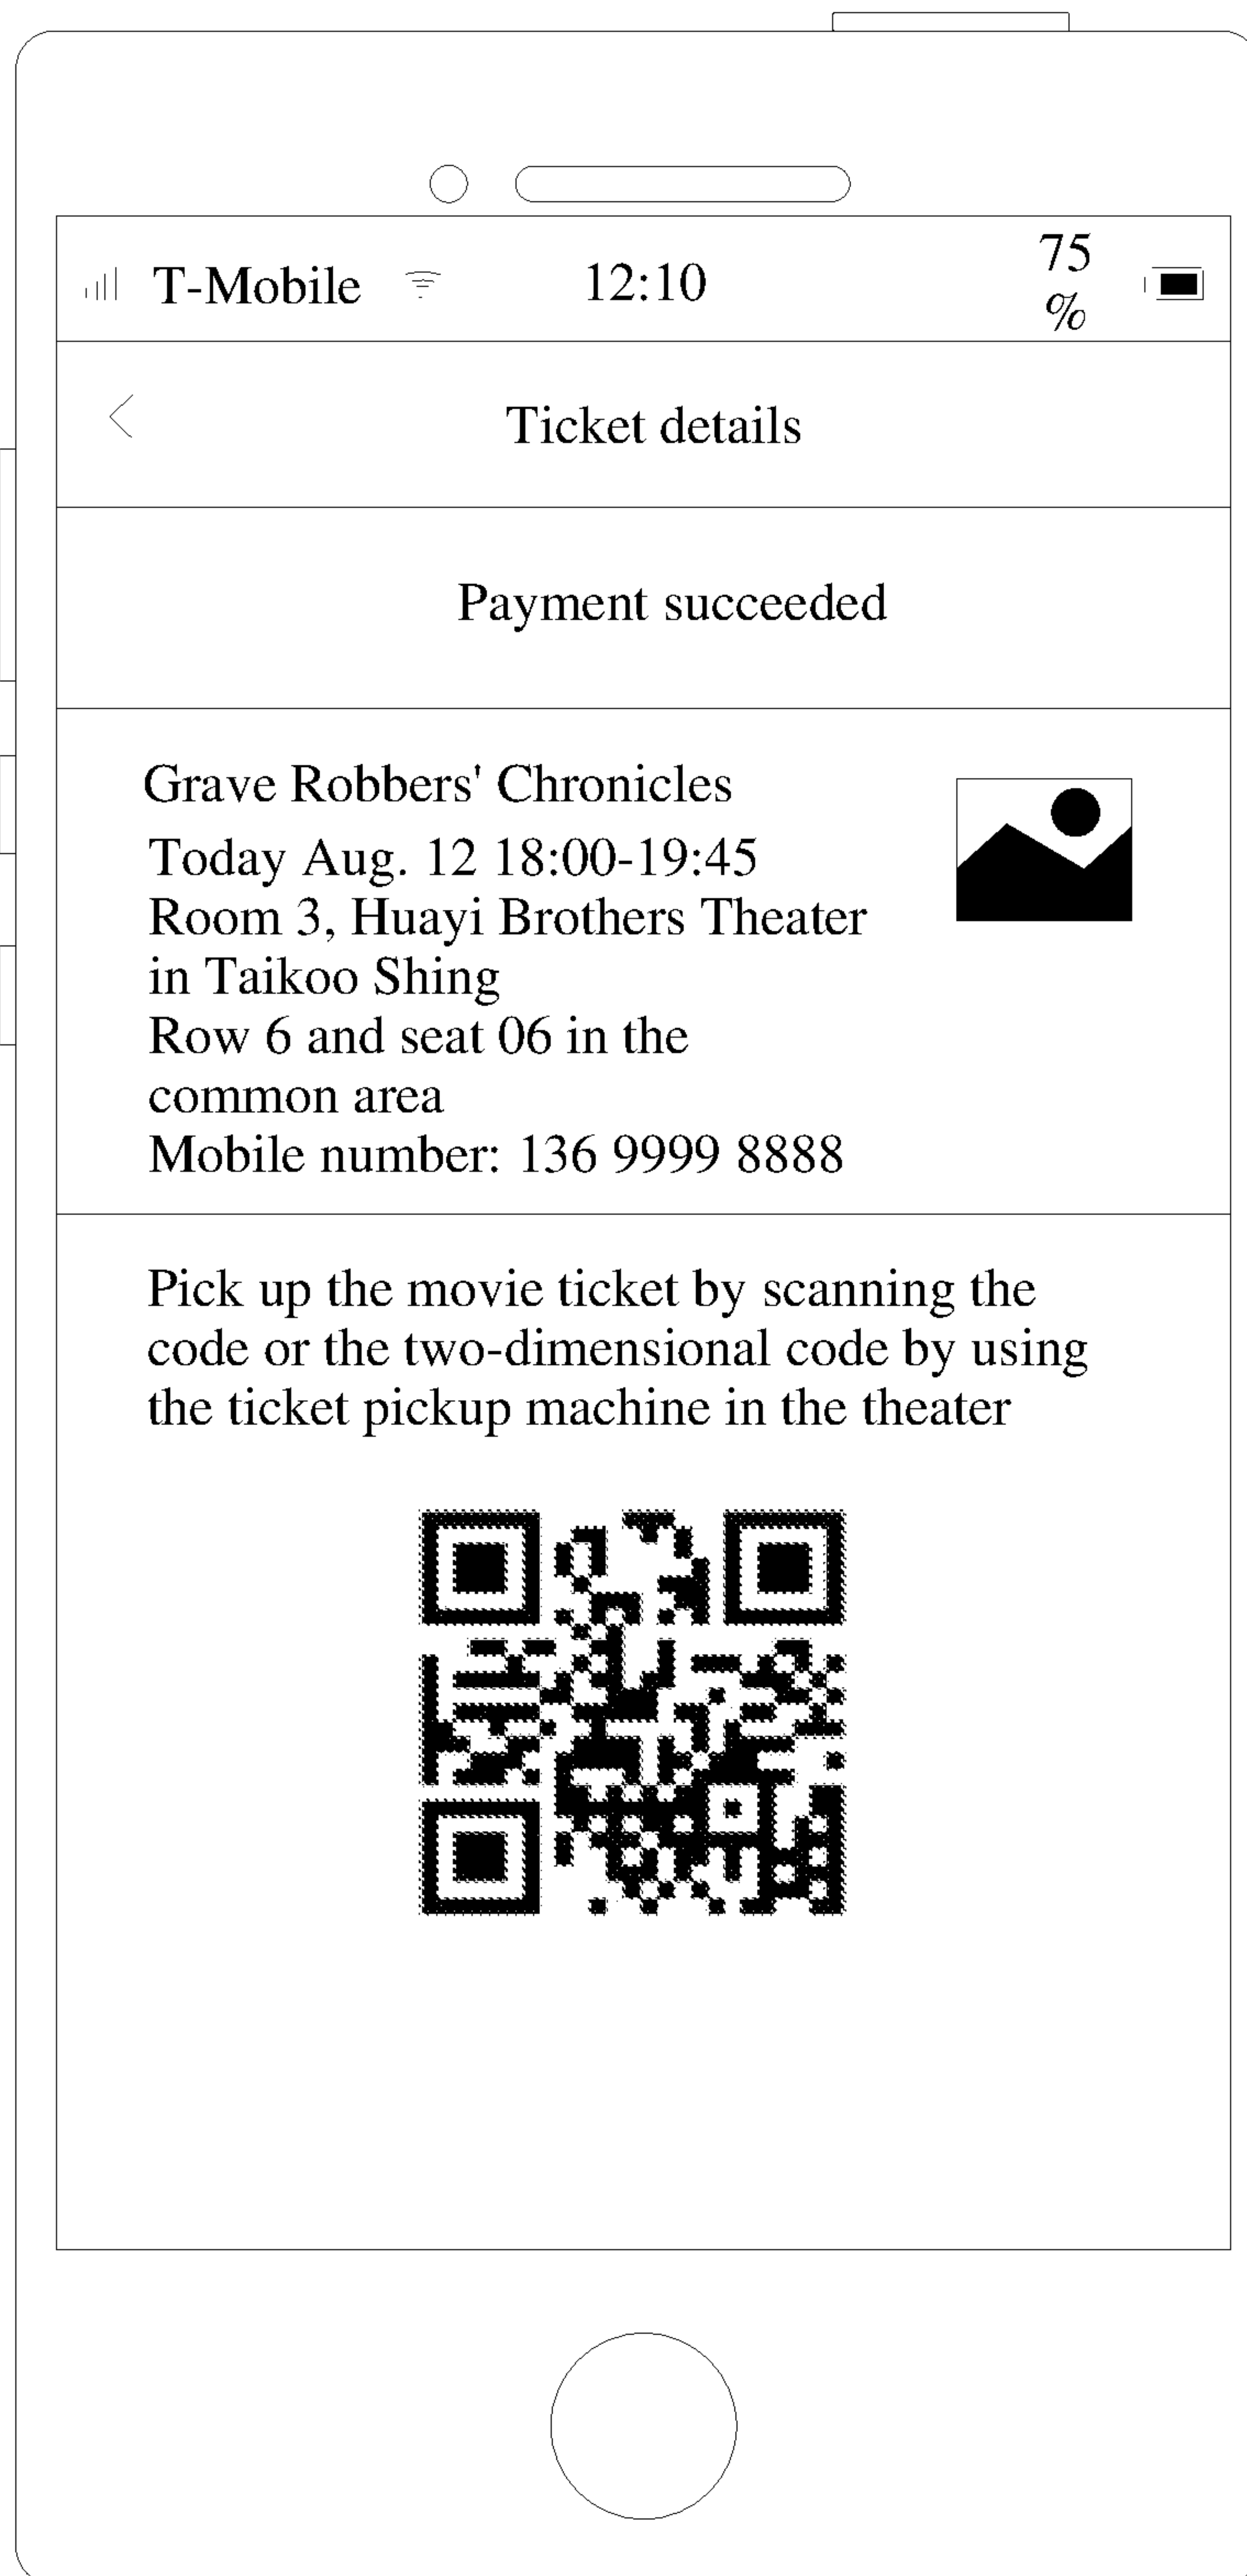 T-Mobile 12:10 75
%
Ticket details
Payment succeeded
Grave Robbers' Chronicles
Today Aug. 12 18:00-19:45
Room 3, Huayi Brothers Theater
in Taikoo Shing
Row 6 and seat 06 in the
common area
Mobile number: 136 9999 8888
Pick up the movie ticket by scanning the
code or the two-dimensional code by using
the ticket pickup machine in the theater